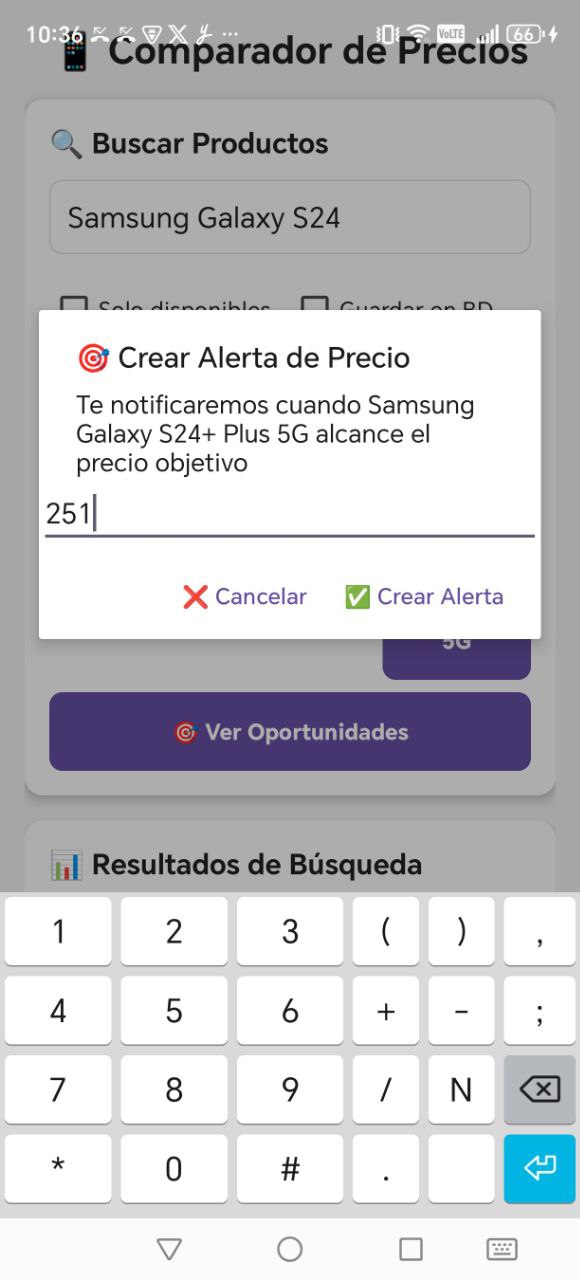 10:36 VoLTE 66
Comparador de Precios
Buscar Productos
Samsung Galaxy S24
Solo disponibles Guardar en BD
Crear Alerta de Precio
Te notificaremos cuando Samsung
Galaxy S24+ Plus 5G alcance el
precio objetivo
251
Cancelar Crear Alerta
5G
Ver Oportunidades
Resultados de Búsqueda
1 2 3 ( ) ,
4 5 6 + - ;
7 8 9 / N
* 0 # .